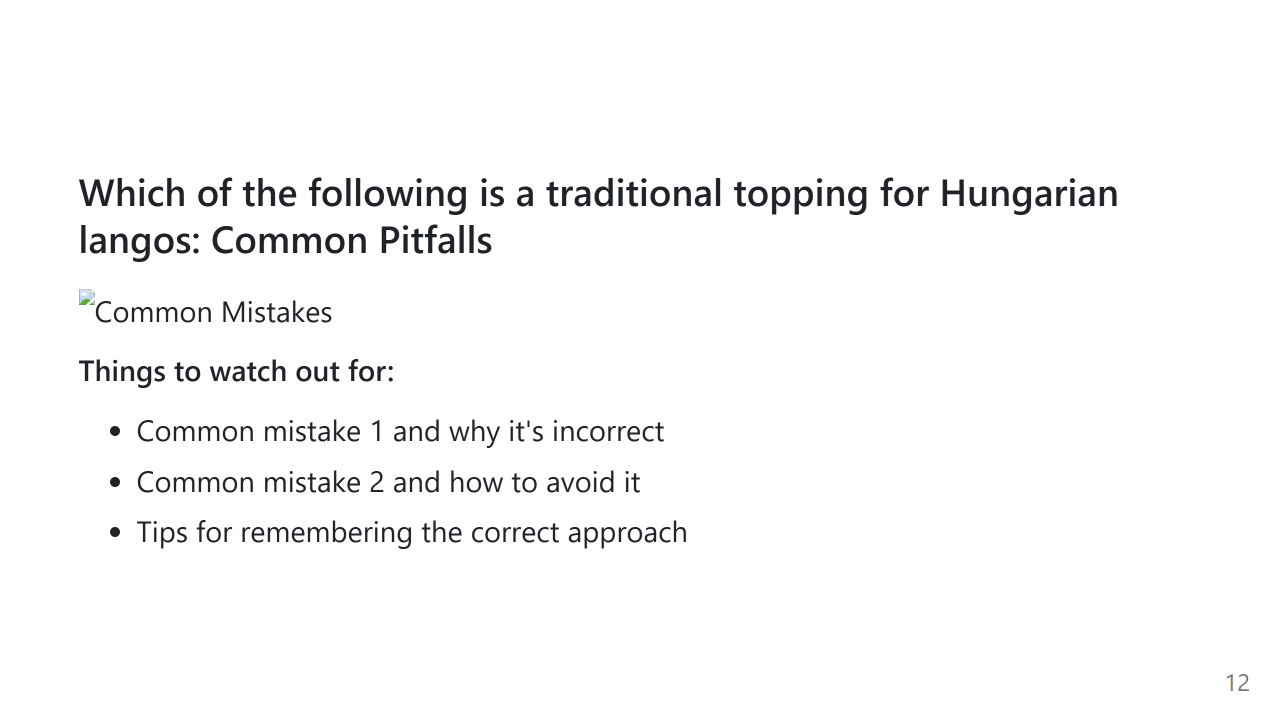 Which of the following is a traditional topping for Hungarian
langos: Common Pitfalls
Common Mistakes
Things to watch out for:
• Common mistake 1 and why it's incorrect
• Common mistake 2 and how to avoid it
• Tips for remembering the correct approach
12